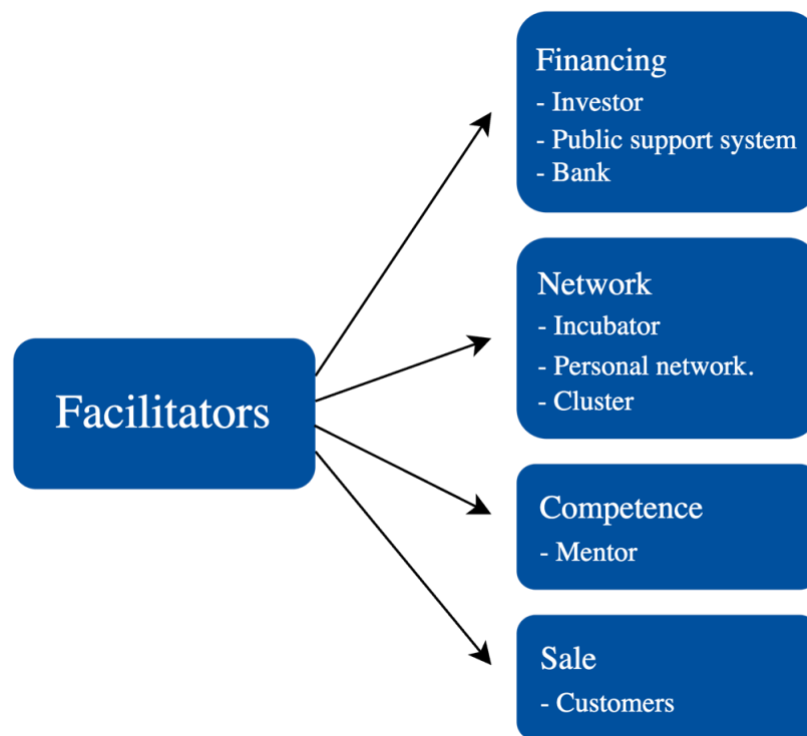 Facilitators
Financing
- Investor
- Public support system
- Bank
Network
- Incubator
- Personal network.
- Cluster
Competence
- Mentor
Sale
- Customers